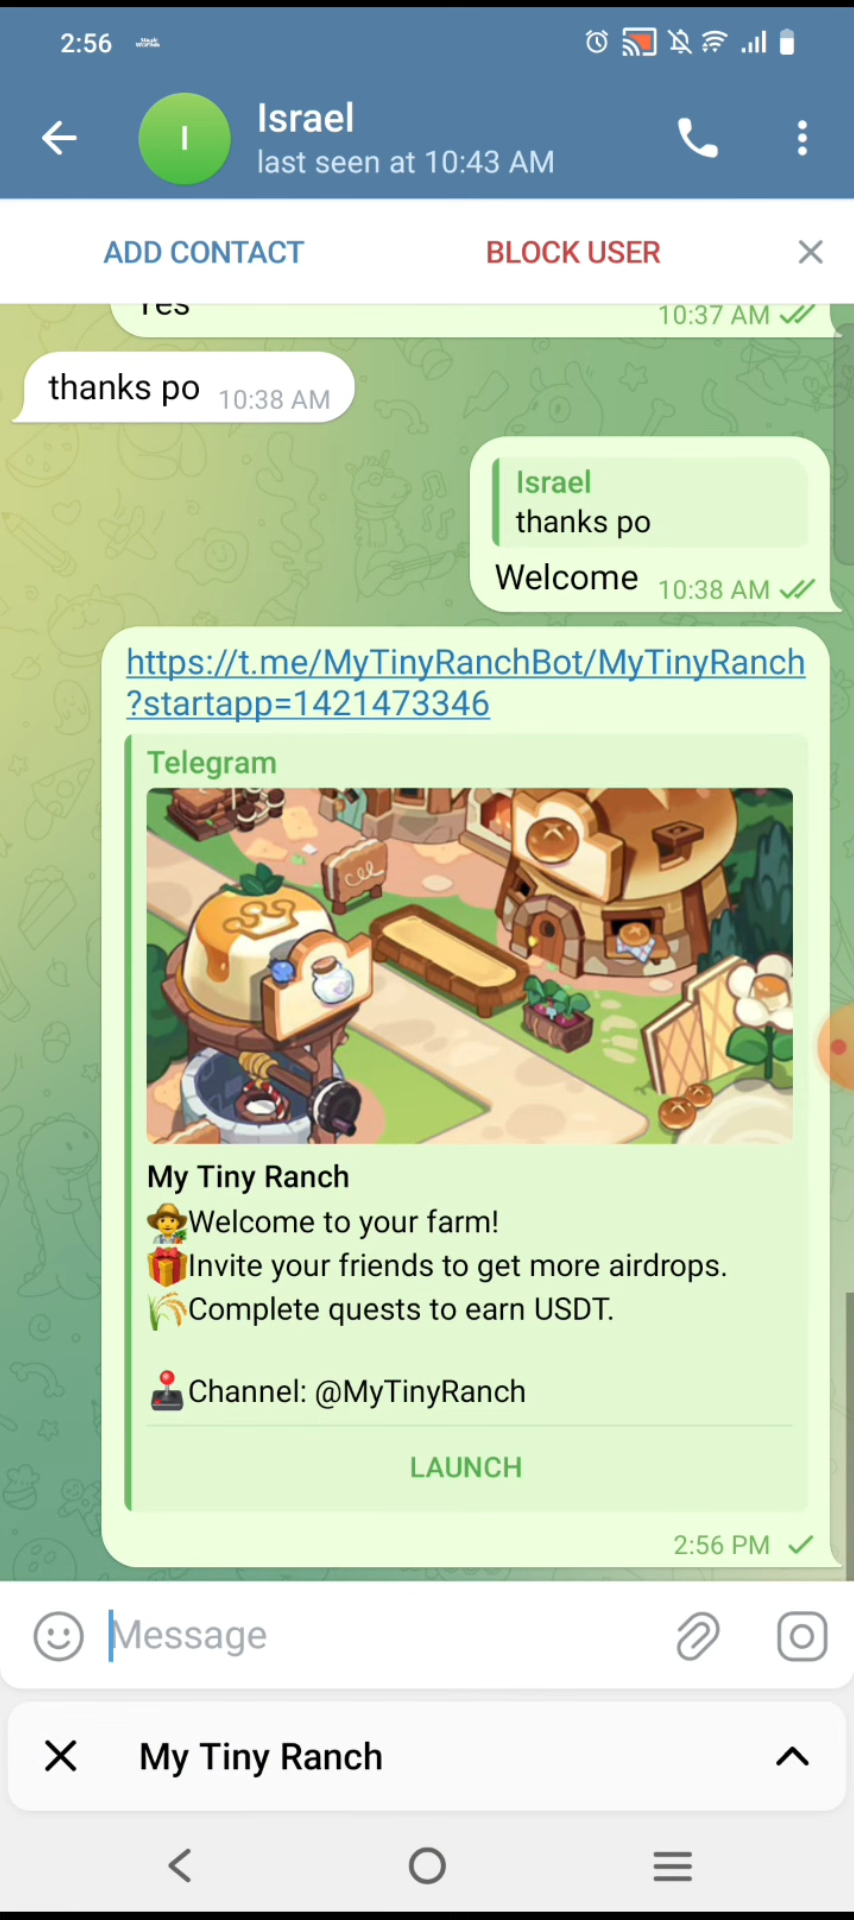 2:56
I
Israel
last seen at 10:43 AM
ADD CONTACT
BLOCK USER
Yes
10:37 AM
thanks po 10:38 AM
Israel
thanks po
Welcome 10:38 AM
https://t.me/MyTinyRanchBot/MyTinyRanch
?startapp=1421473346
Telegram
My Tiny Ranch
Welcome to your farm!
Invite your friends to get more airdrops.
Complete quests to earn USDT.
Channel: @MyTinyRanch
LAUNCH
2:56 PM
Message
My Tiny Ranch